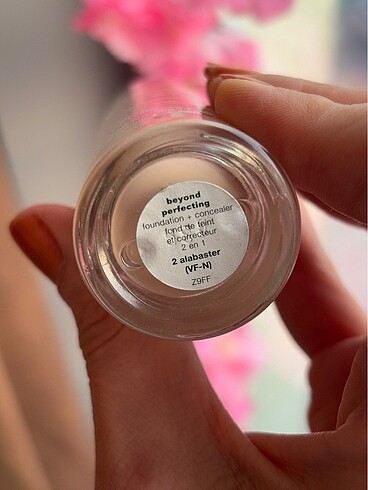 beyond
perfecting
foundation + concealer
fond de teint
et correcteur
2 en 1
2 alabaster
(VF-N)
Z9FF